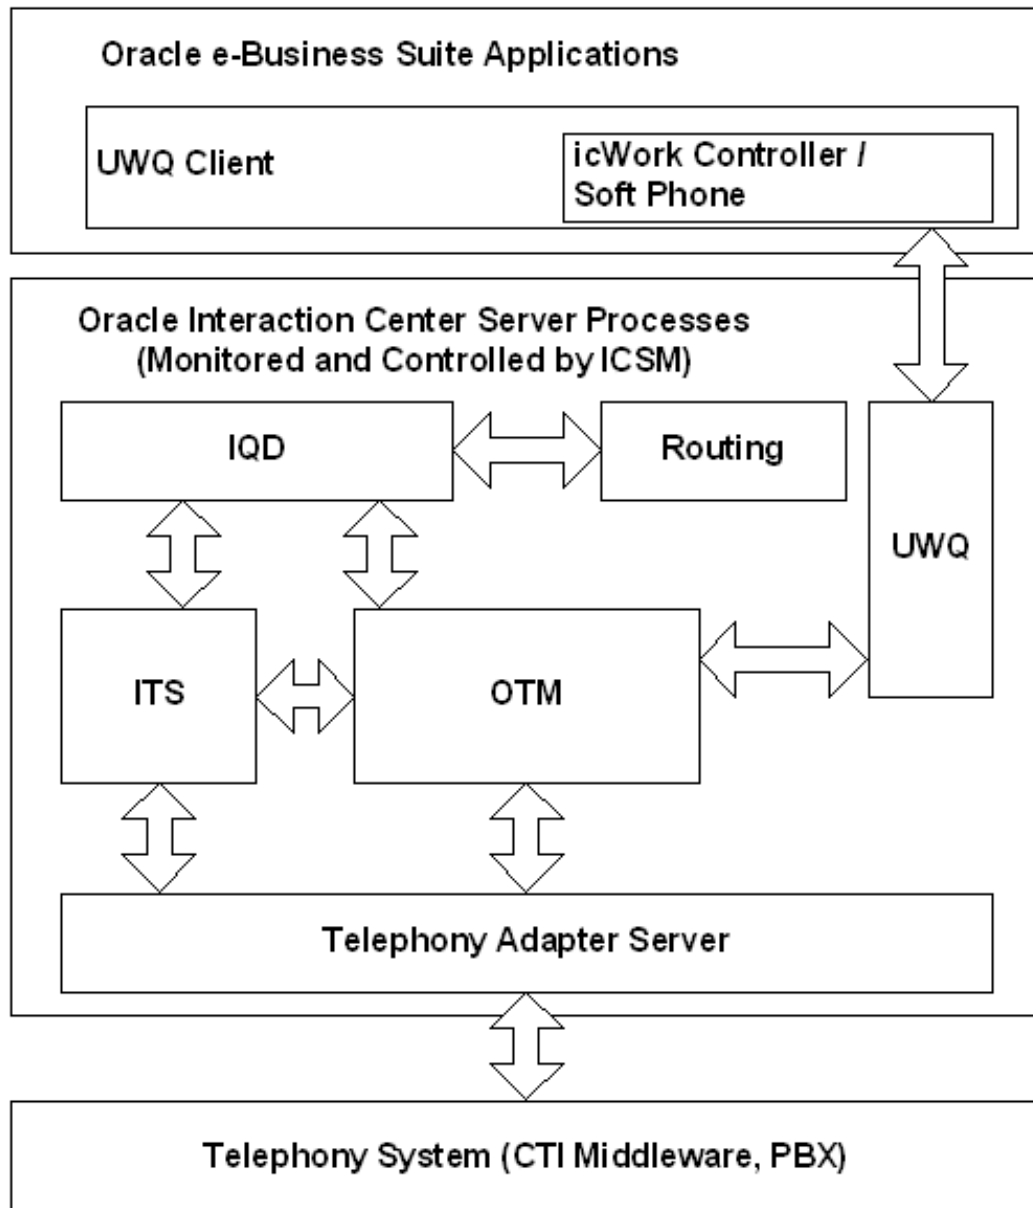 Oracle e-Business Suite Applications
UWQ Client
icWork Controller /
Soft Phone
Oracle Interaction Center Server Processes
(Monitored and Controlled by ICSM)
IQD
Routing
UWQ
ITS
OTM
Telephony Adapter Server
Telephony System (CTI Middleware, PBX)